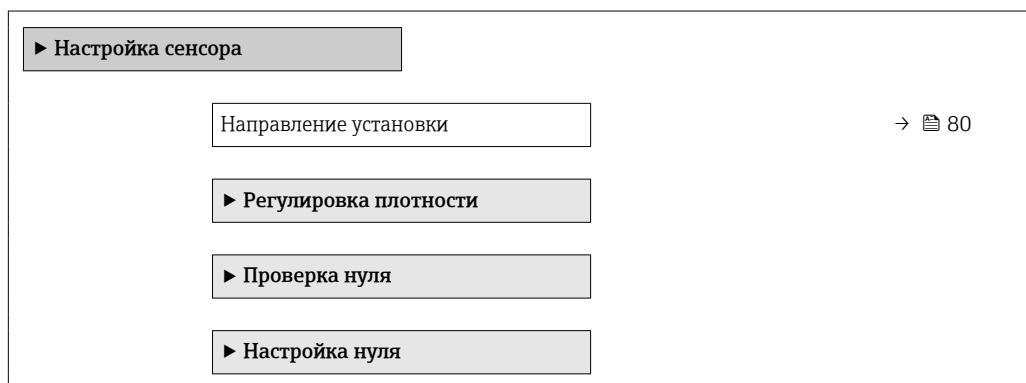 ▶ Настройка сенсора
Направление установки → 80
▶ Регулировка плотности
▶ Проверка нуля
▶ Настройка нуля